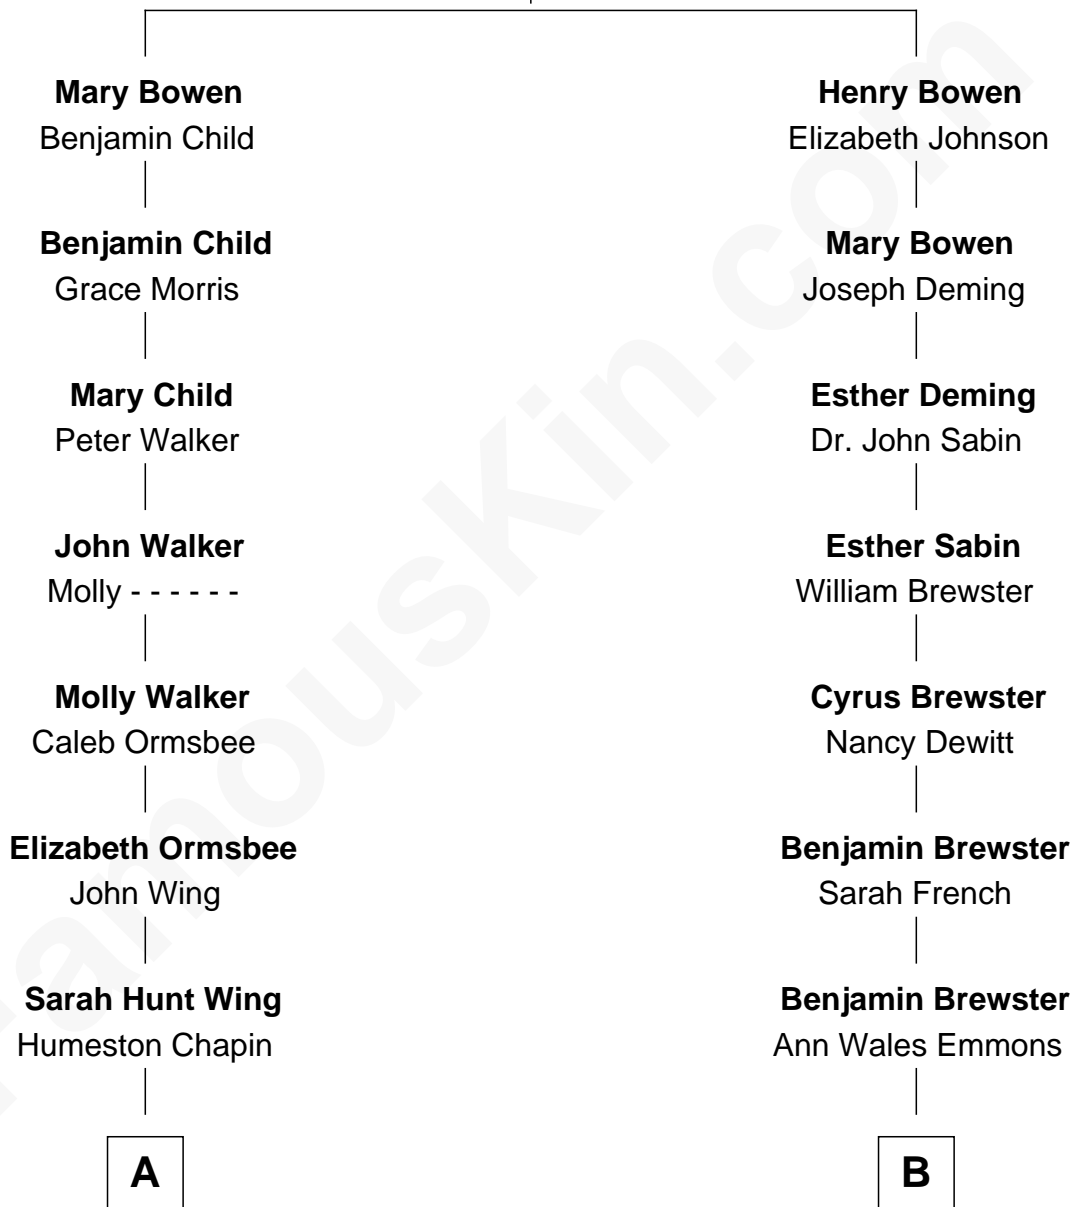 Mary Bowen
Benjamin Child
Henry Bowen
Elizabeth Johnson
Benjamin Child
Grace Morris
Mary Bowen
Joseph Deming
Mary Child
Peter Walker
Esther Deming
Dr. John Sabin
John Walker
Molly - - - - - -
Esther Sabin
William Brewster
Molly Walker
Caleb Ormsbee
Cyrus Brewster
Nancy Dewitt
Elizabeth Ormsbee
John Wing
Benjamin Brewster
Sarah French
Sarah Hunt Wing
Humeston Chapin
Benjamin Brewster
Ann Wales Emmons
A
B
FamousKin.com